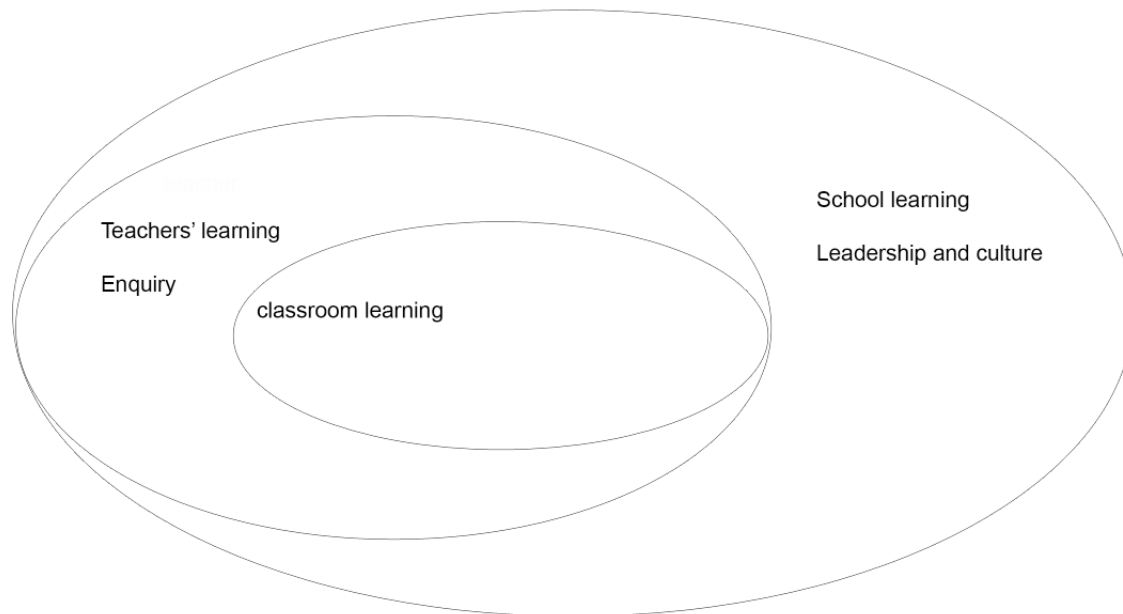 Teachers’ learning
Enquiry
classroom learning
School learning
Leadership and culture